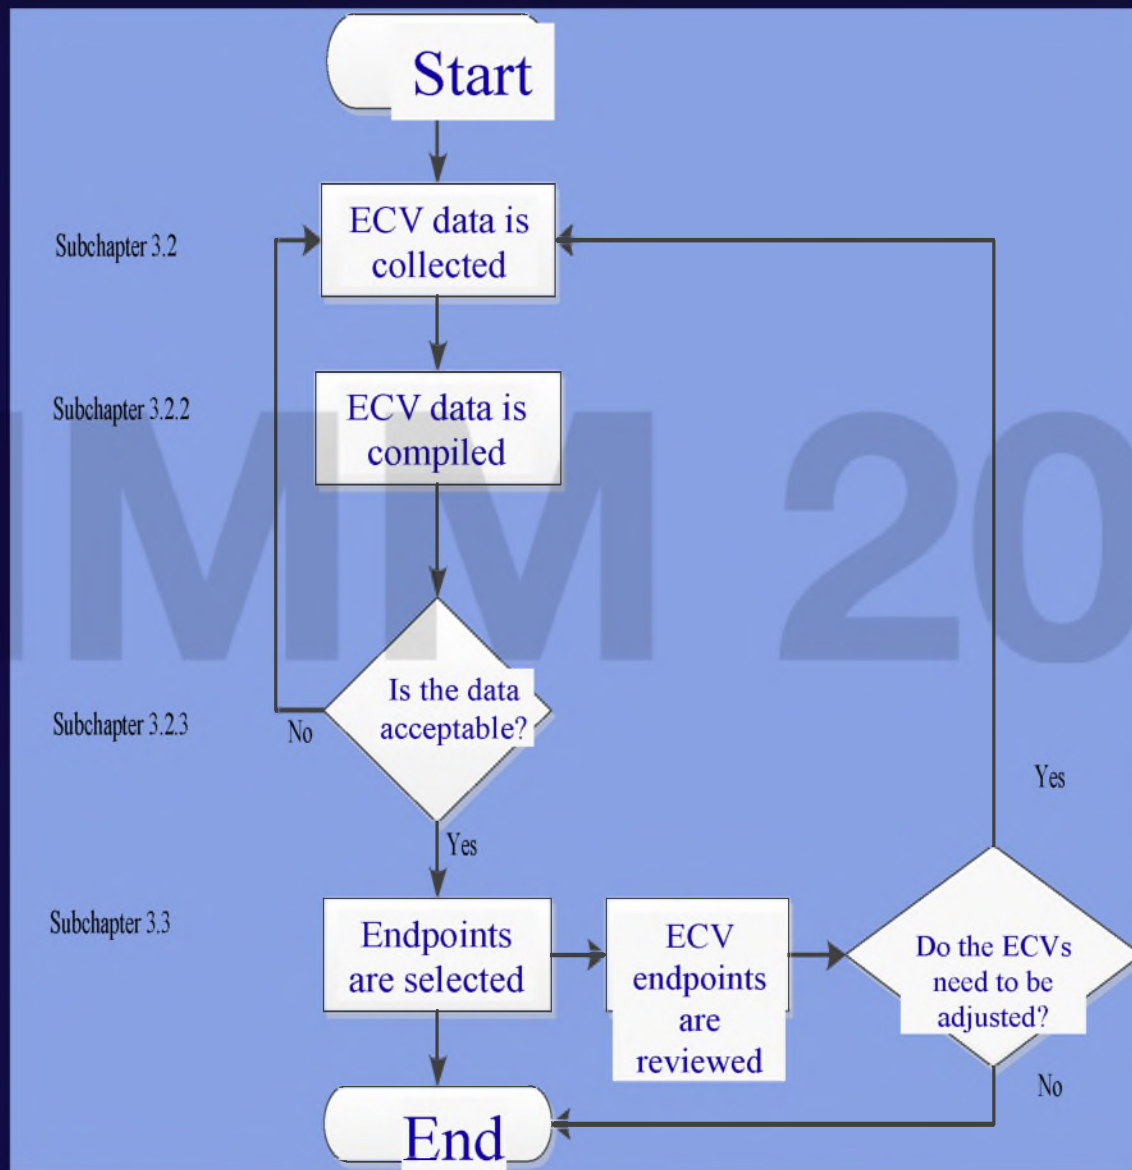 Start
Subchapter 3.2
ECV data is
collected
Subchapter 3.2.2
ECV data is
compiled
IMM 20
Is the data
acceptable?
Subchapter 3.2.3
No
Yes
Yes
Subchapter 3.3
Endpoints
are selected
ECV
endpoints
are
reviewed
Do the ECVs
need to be
adjusted?
No
End